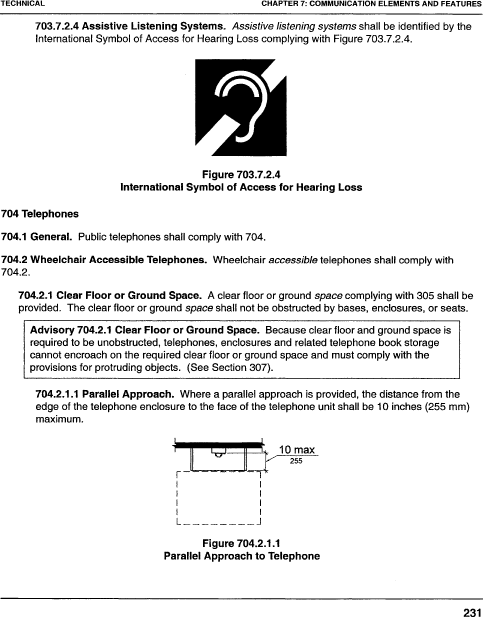 TECHNICAL CHAPTER 7: COMMUNICATION ELEMENTS AND FEATURES
703.7.2.4 Assistive Listening Systems. Assistive listening systems shall be identified by the
International Symbol of Access for Hearing Loss complying with Figure 703.7.2.4.
Figure 703.7.2.4
International Symbol of Access for Hearing Loss
704 Telephones
704.1 General. Public telephones shall comply with 704.
704.2 Wheelchair Accessible Telephones. Wheelchair accessible telephones shall comply with
704.2.
704.2.1 Clear Floor or Ground Space. A clear floor or ground space complying with 305 shall be
provided. The clear floor or ground space shall not be obstructed by bases, enclosures, or seats.
Advisory 704.2.1 Clear Floor or Ground Space. Because clear floor and ground space is
required to be unobstructed, telephones, enclosures and related telephone book storage
cannot encroach on the required clear floor or ground space and must comply with the
provisions for protruding objects. (See Section 307).
704.2.1.1 Parallel Approach. Where a parallel approach is provided, the distance from the
edge of the telephone enclosure to the face of the telephone unit shall be 10 inches (255 mm)
maximum.
10 max
255
Figure 704.2.1.1
Parallel Approach to Telephone
231